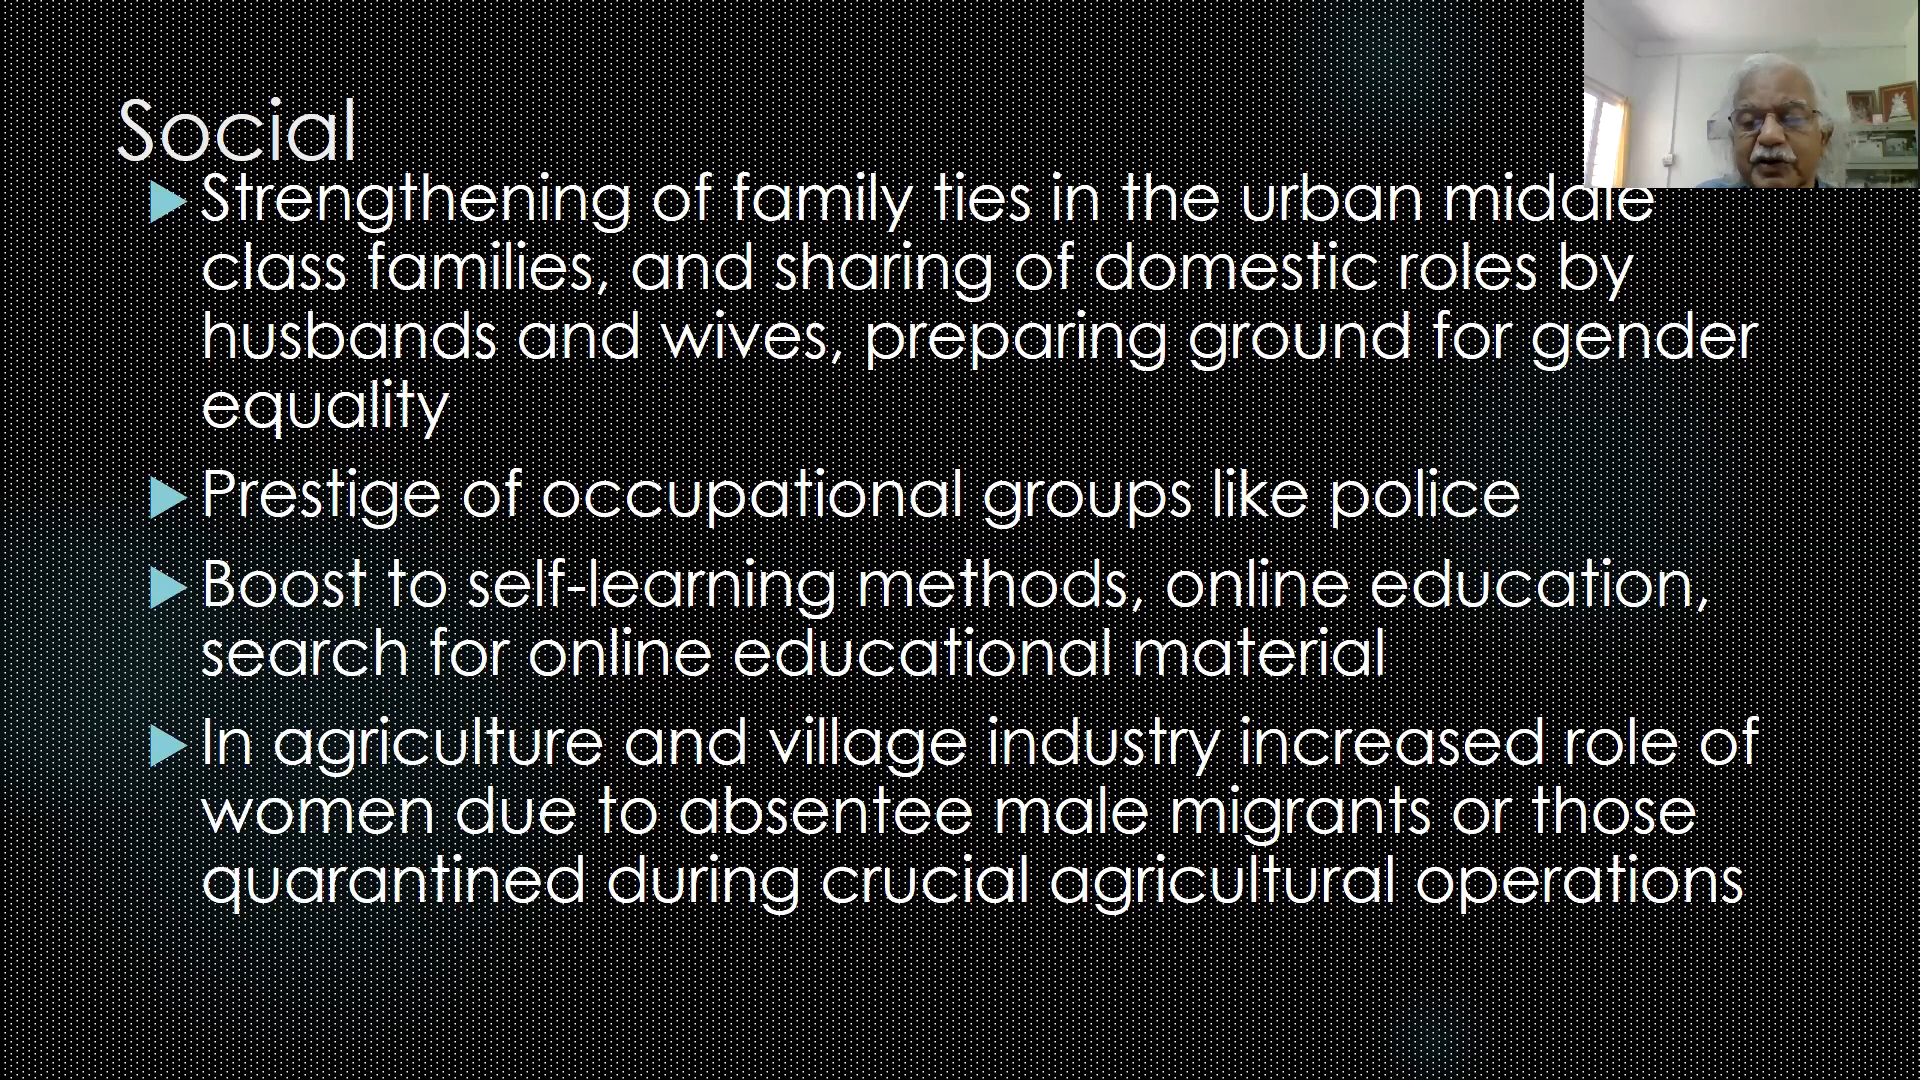 Social
Strengthening of family ties in the urban middle
class families, and sharing of domestic roles by
husbands and wives, preparing ground for gender
equality
Prestige of occupational groups like police
Boost to self-learning methods, online education,
search for online educational material
In agriculture and village industry increased role of
women due to absentee male migrants or those
quarantined during crucial agricultural operations